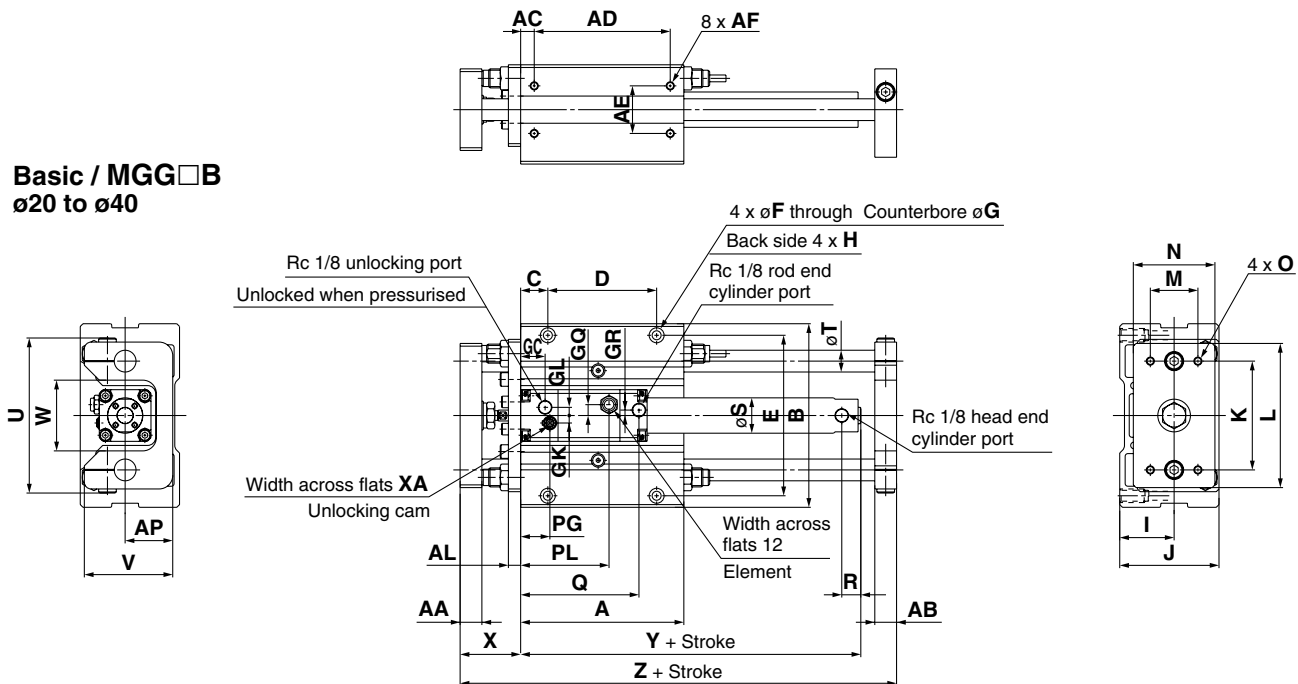 AC
AD
8 x AF
AE
Basic / MGG□B
ø20 to ø40
4 x øF through Counterbore øG
Back side 4 x H
Rc 1/8 unlocking port
Unlocked when pressurised
Rc 1/8 rod end
cylinder port
C
D
N
M
4 x O
GC
GL
GQ
GR
øT
U
W
øS
E
B
K
L
Rc 1/8 head end
cylinder port
GK
Width across flats XA
Unlocking cam
AP
V
PG
AL
PL
Width across
flats 12
Element
Q
R
I
J
AA
A
AB
X
Y + Stroke
Z + Stroke